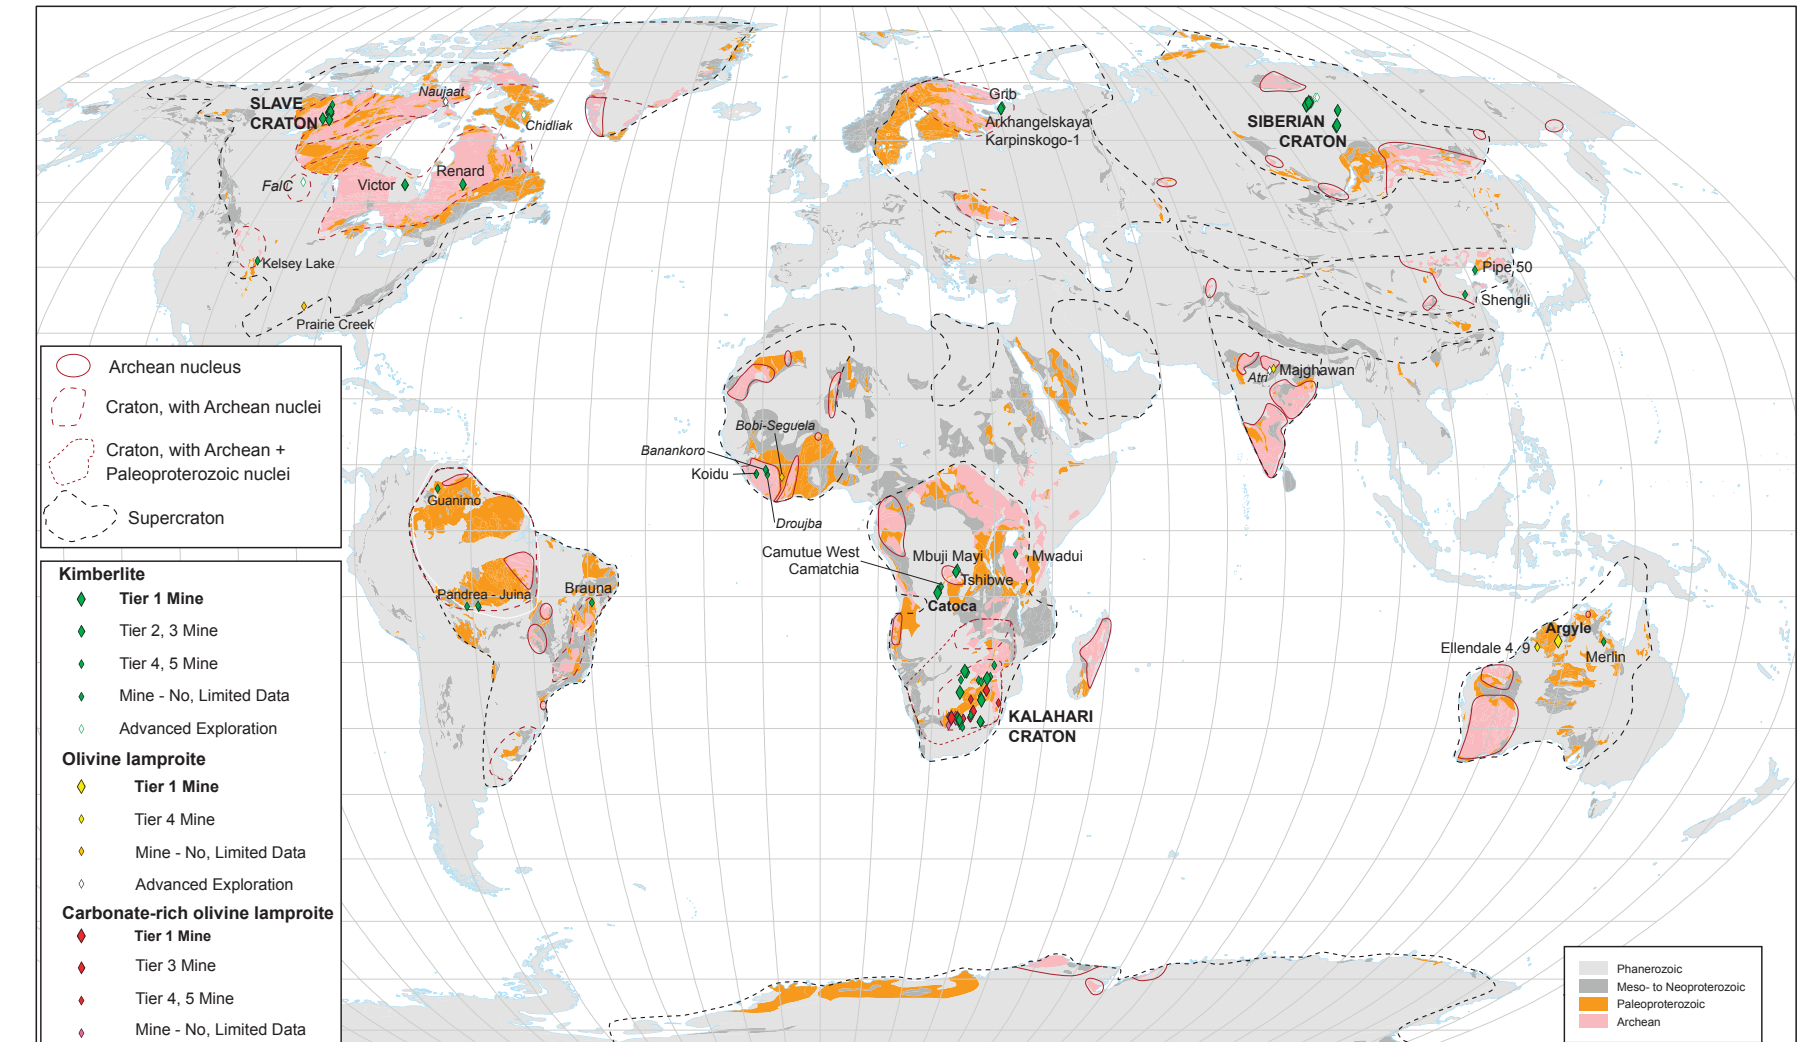 Naujaat
SLAVE
CRATON
Chidliak
Grib
Arkhangelskaya
Karpinskogo-1
SIBERIAN
CRATON
FalC
Victor
Renard
Kelsey Lake
Prairie Creek
Pipe 50
Shengli
Atri
Majghawan
Archean nucleus
Craton, with Archean nuclei
Craton, with Archean +
Paleoproterozoic nuclei
Supercraton
Bobi-Seguela
Banankoro
Koidu
Droujba
Guanimo
Pandrea - Juina
Brauna
Camutue West
Camatchia
Mbuji Mayi
Tshibwe
Mwadui
Catoca
Argyle
Ellendale 4, 9
Merlin
KALAHARI
CRATON
Kimberlite
Tier 1 Mine
Tier 2, 3 Mine
Tier 4, 5 Mine
Mine - No, Limited Data
Advanced Exploration
Olivine lamproite
Tier 1 Mine
Tier 4 Mine
Mine - No, Limited Data
Advanced Exploration
Carbonate-rich olivine lamproite
Tier 1 Mine
Tier 3 Mine
Tier 4, 5 Mine
Mine - No, Limited Data
Phanerozoic
Meso- to Neoproterozoic
Paleoproterozoic
Archean